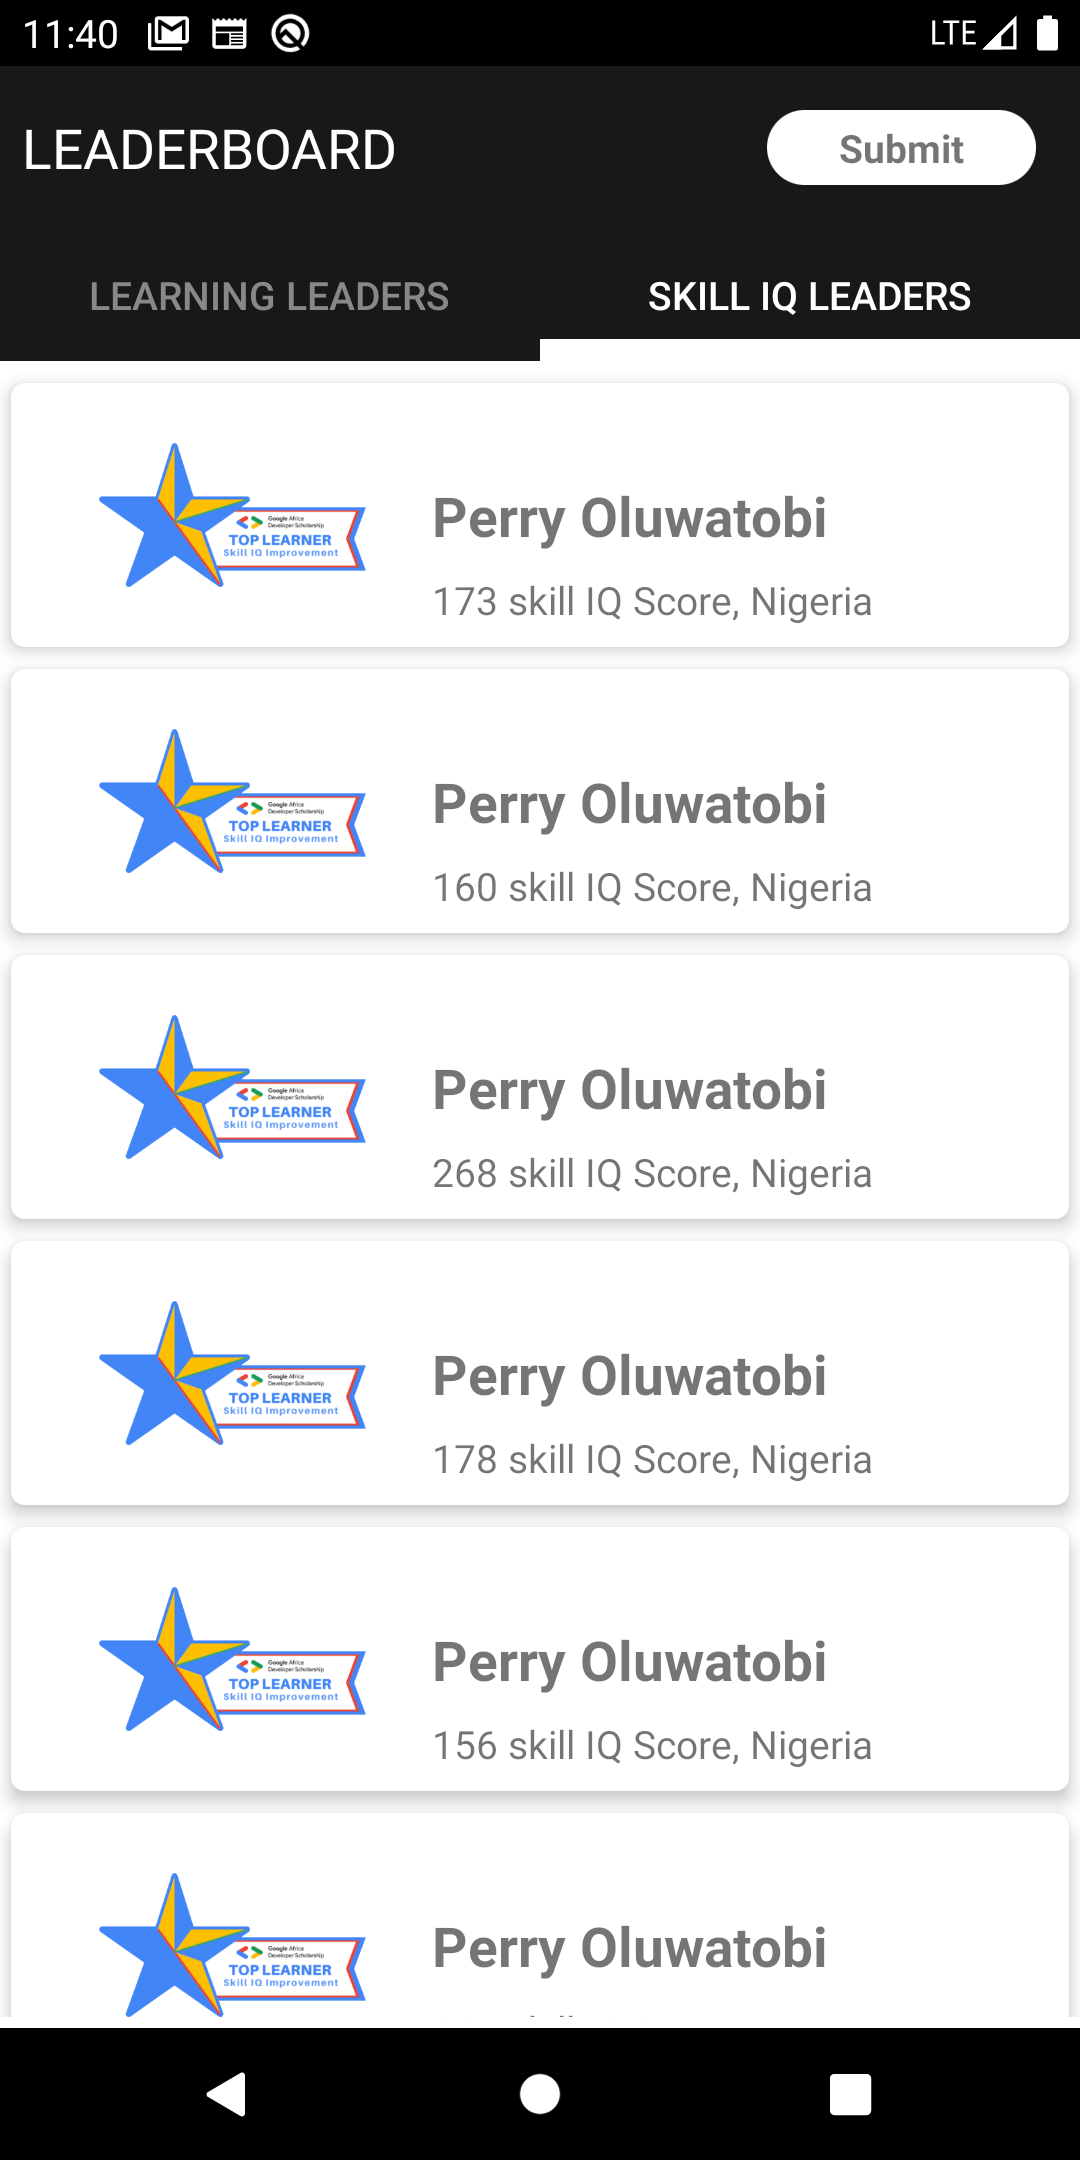 11:40
LTE
LEADERBOARD
Submit
LEARNING LEADERS
SKILL IQ LEADERS
Google Africa
Developer Scholarship
TOP LEARNER
Skill IQ Improvement
Perry Oluwatobi
173 skill IQ Score, Nigeria
Google Africa
Developer Scholarship
TOP LEARNER
Skill IQ Improvement
Perry Oluwatobi
160 skill IQ Score, Nigeria
Google Africa
Developer Scholarship
TOP LEARNER
Skill IQ Improvement
Perry Oluwatobi
268 skill IQ Score, Nigeria
Google Africa
Developer Scholarship
TOP LEARNER
Skill IQ Improvement
Perry Oluwatobi
178 skill IQ Score, Nigeria
Google Africa
Developer Scholarship
TOP LEARNER
Skill IQ Improvement
Perry Oluwatobi
156 skill IQ Score, Nigeria
Google Africa
Developer Scholarship
TOP LEARNER
Skill IQ Improvement
Perry Oluwatobi